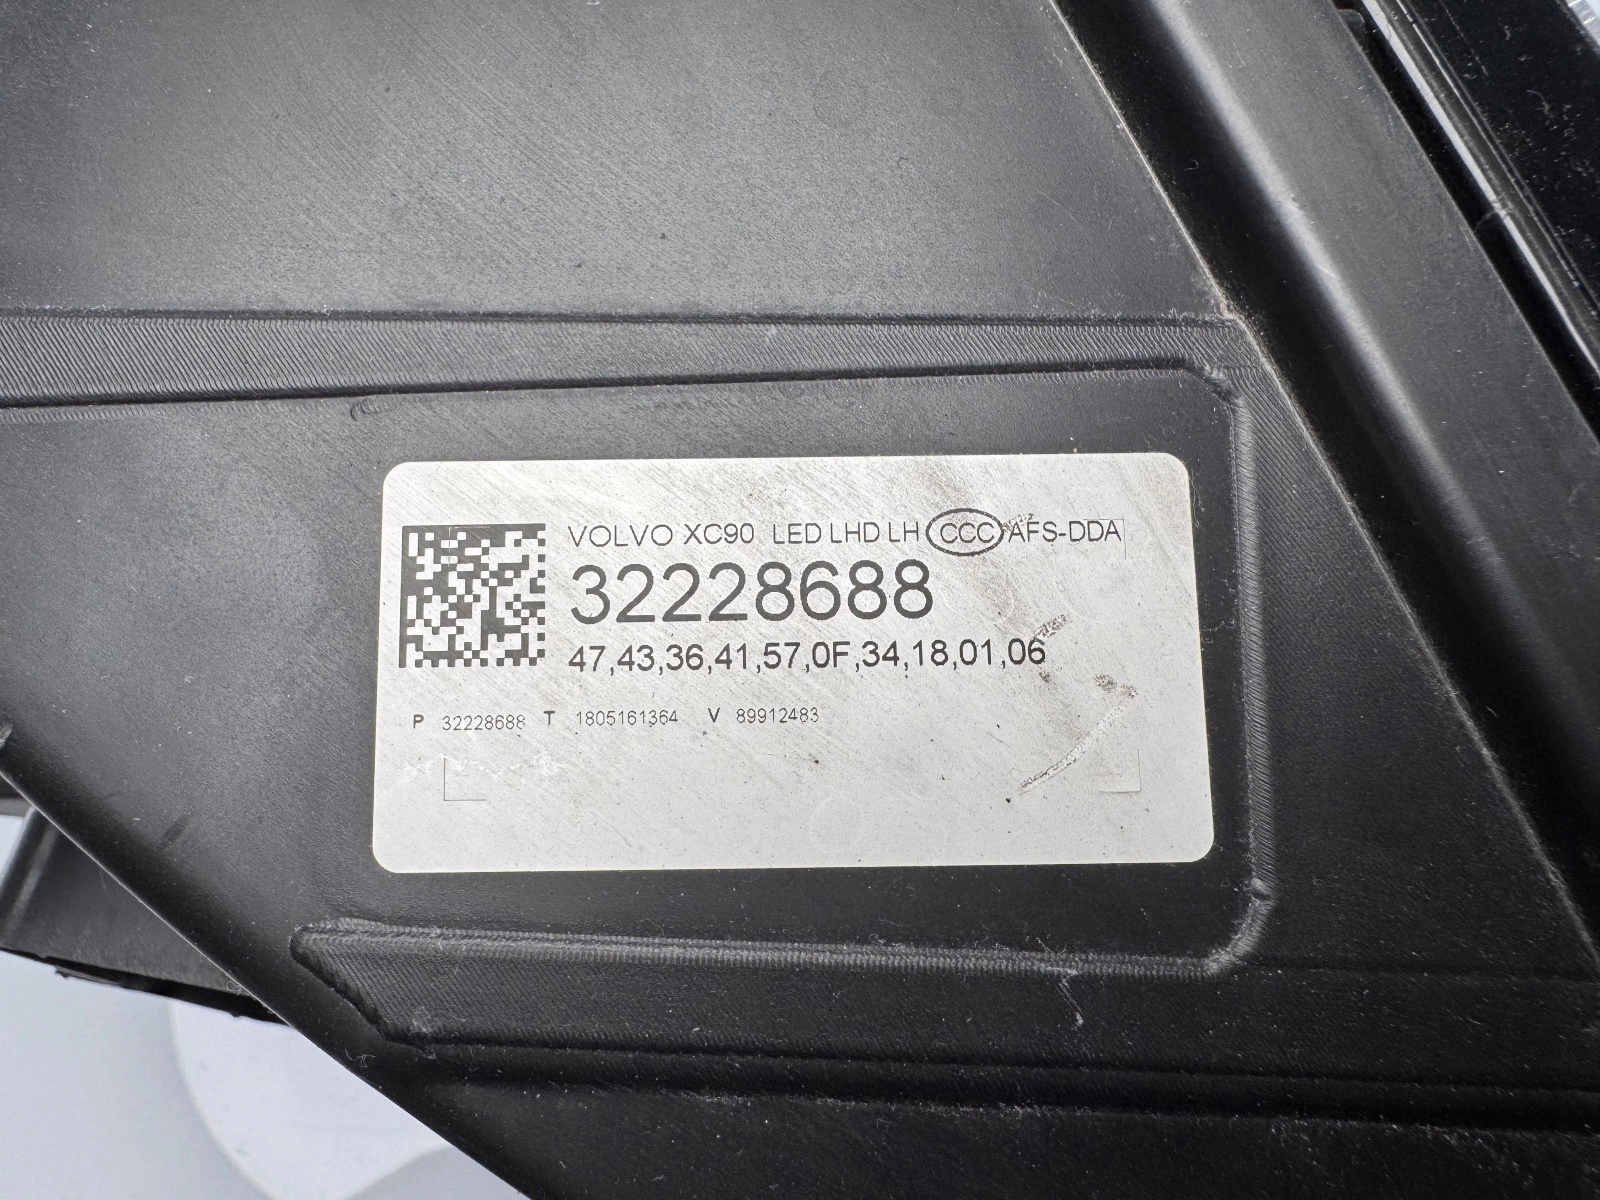 VOLVO XC90 LED LHD LH CCC AFS-DDA
32228688
47,43,36,41,57,0F,34,18,01,06
P 32228688 T 1805161364 V 89912483